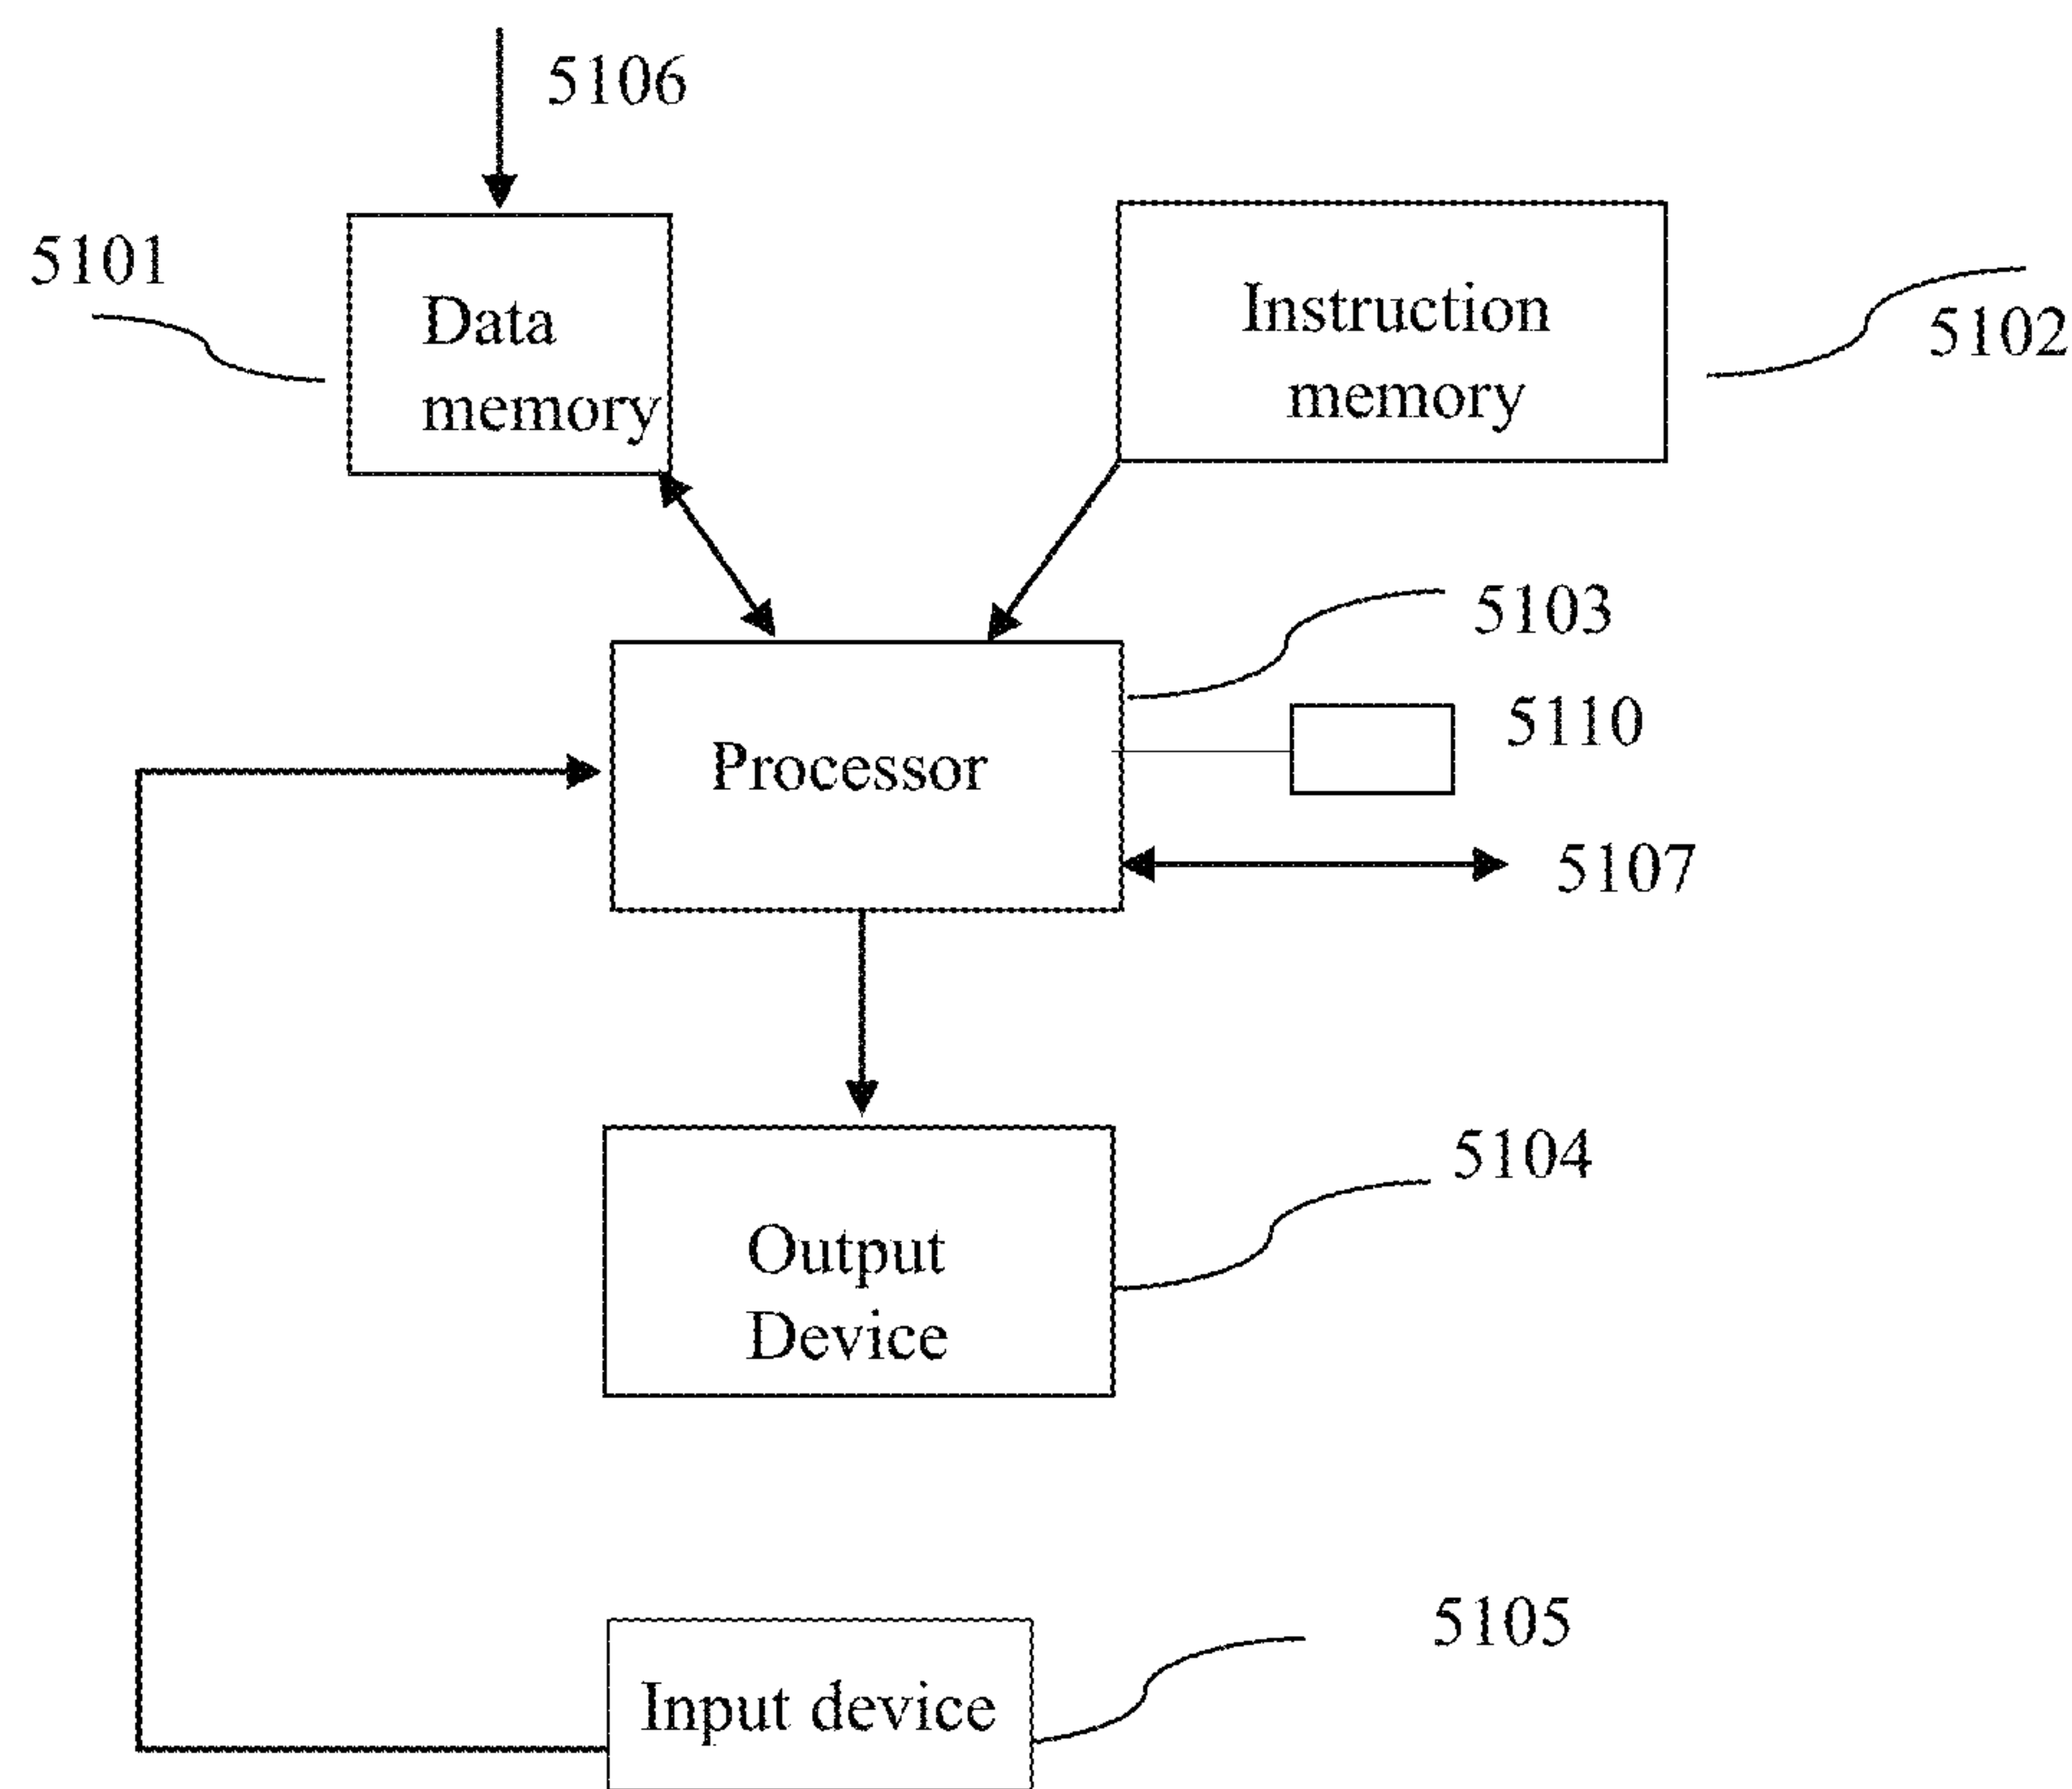 5106
5101
Data
memory
Instruction
memory
5102
5103
5110
Processor
5107
5104
Output
Device
5105
Input device